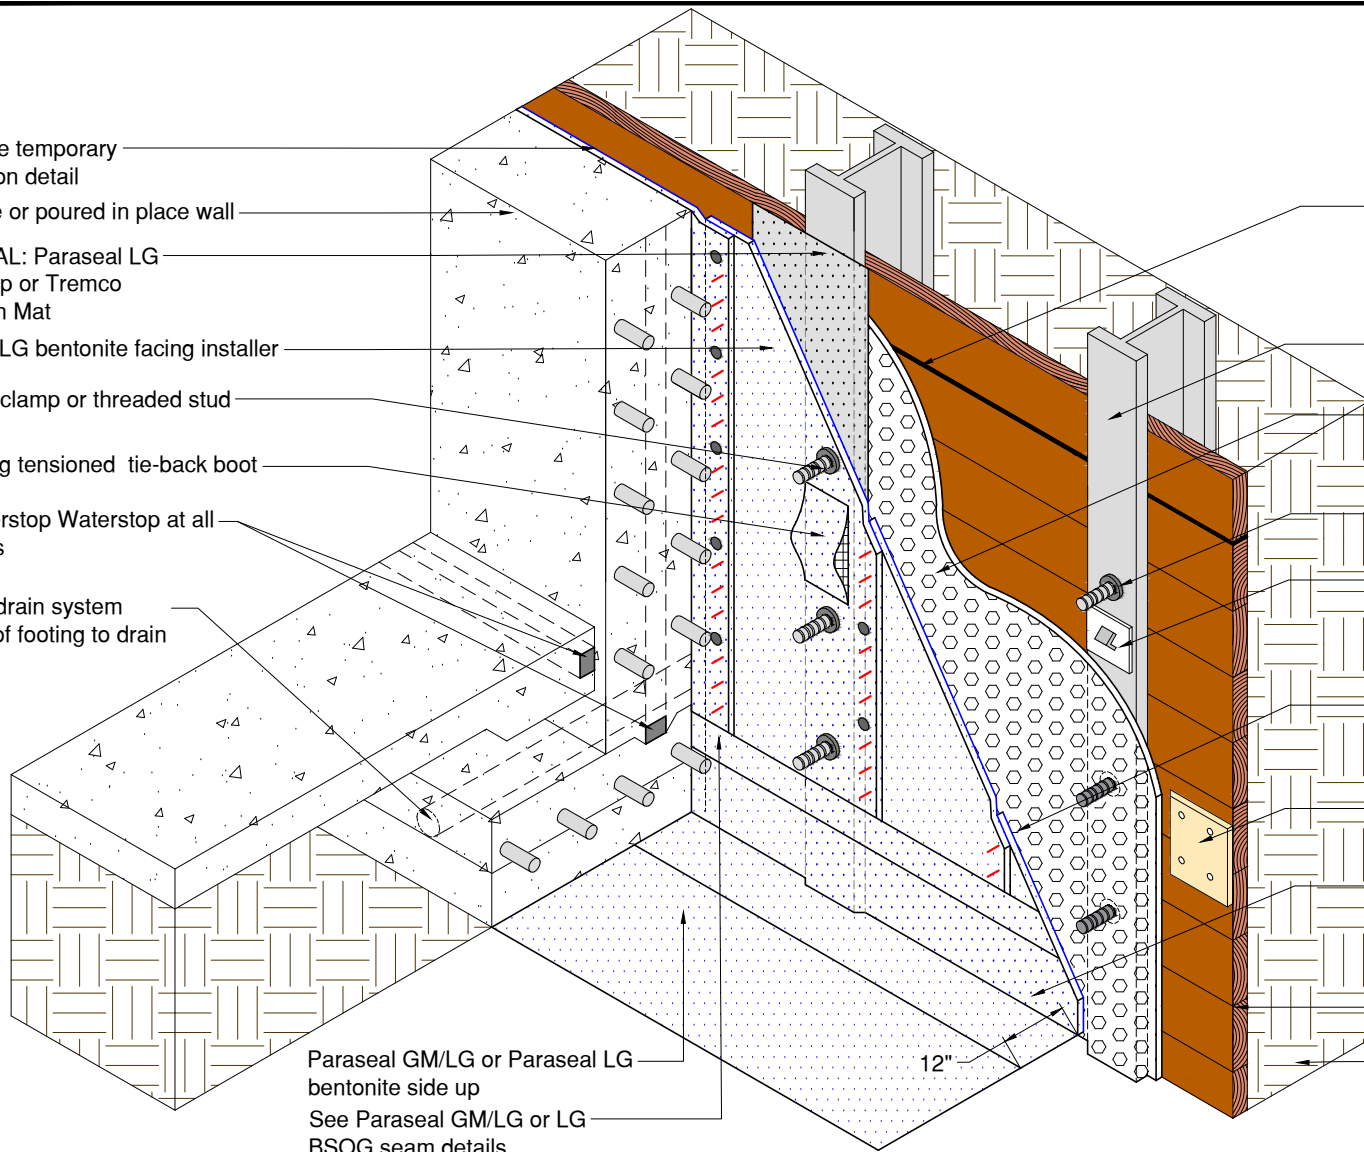 e temporary
on detail
e or poured in place wall
AL: Paraseal LG
p or Tremco
n Mat
LG bentonite facing installer
clamp or threaded stud
g tensioned tie-back boot
erstop Waterstop at all
s
drain system
of footing to drain
12"
Paraseal GM/LG or Paraseal LG
bentonite side up
See Paraseal GM/LG or LG
BSOG seam details